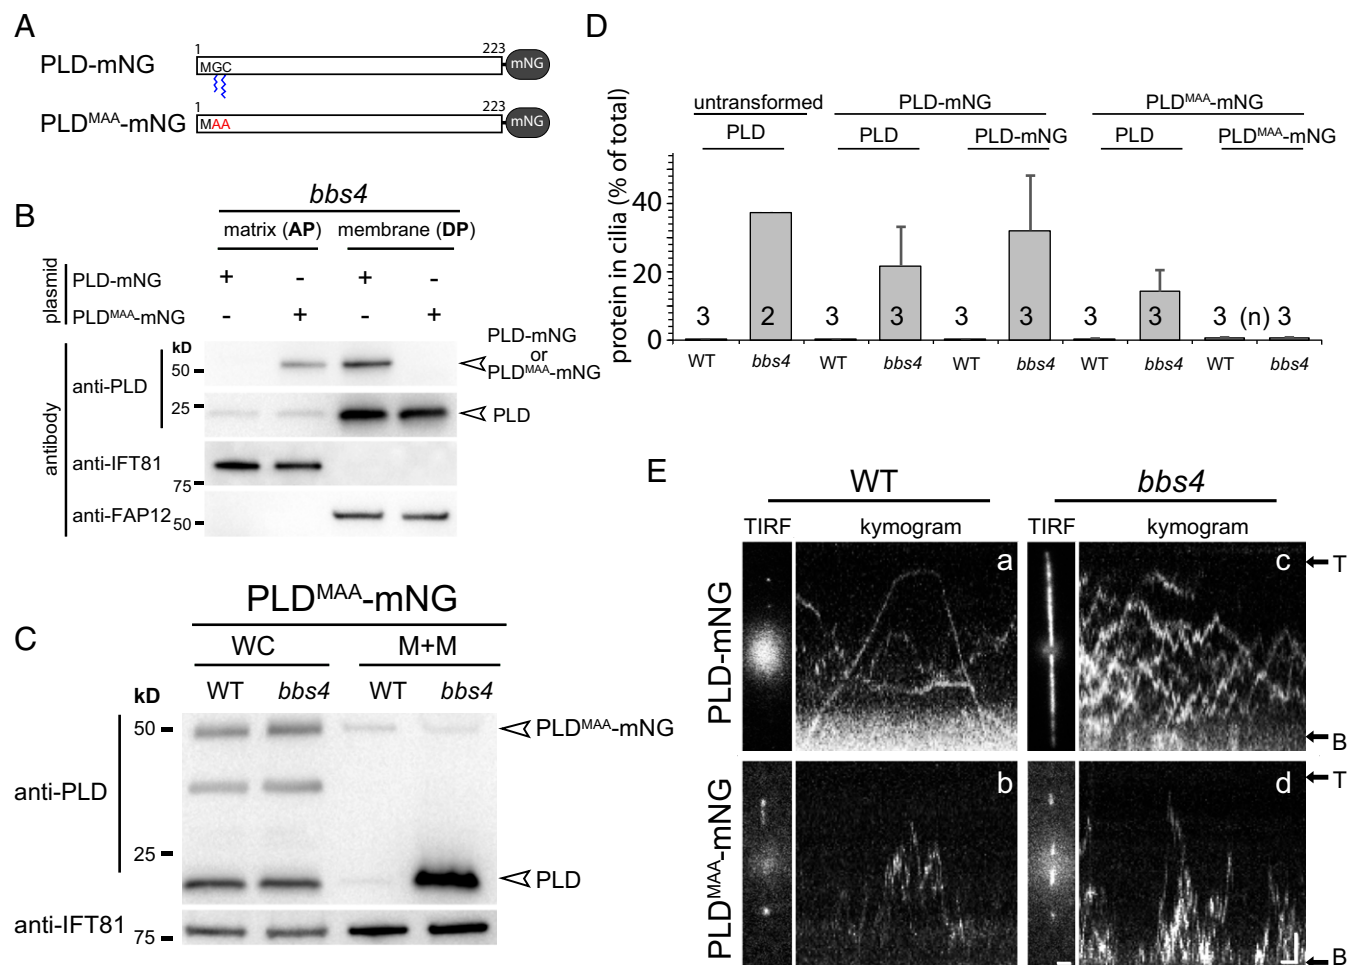 A
PLD-mNG
1
223
MGC
mNG
PLDMAA-mNG
1
223
MAA
mNG
B
bbs4
matrix (AP) membrane (DP)
plasmid
PLD-mNG + - + -
PLDMAA-mNG - + - +
antibody
kD
anti-PLD
50
PLD-mNG
or
PLDMAA-mNG
25
PLD
anti-IFT81
75
anti-FAP12
50
C
PLDMAA-mNG
WC M+M
kD
WT bbs4 WT bbs4
anti-PLD
50
PLDMAA-mNG
25
PLD
anti-IFT81
75
D
untransformed PLD-mNG PLDMAA-mNG
PLD PLD PLD-mNG PLD PLDMAA-mNG
protein in cilia (% of total)
40
20
0
3 2 3 3 3 3 3 3 3 (n) 3
WT bbs4 WT bbs4 WT bbs4 WT bbs4 WT bbs4
E
WT bbs4
TIRF kymogram TIRF kymogram
PLD-mNG
a
c
T
B
PLDMAA-mNG
b
d
T
B